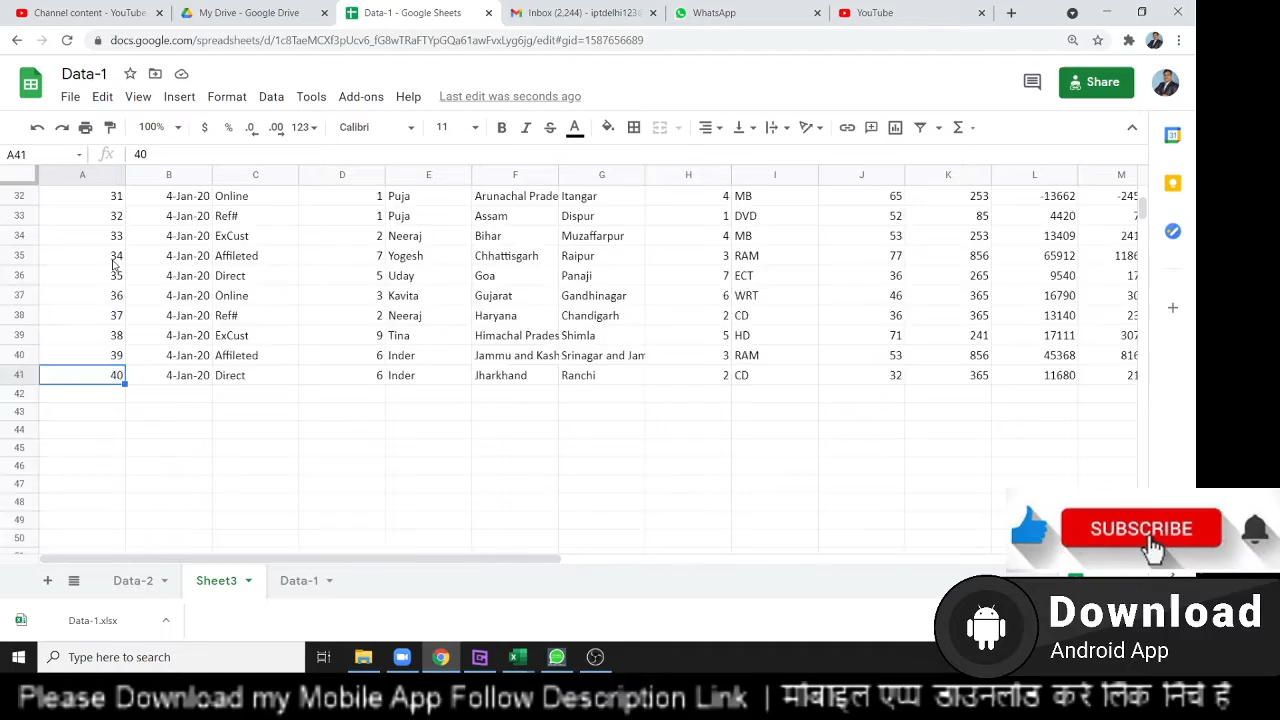 Channel content - YouTube
My Drive - Google Drive
Data-1 - Google Sheets
Inbox (2,244) - iptdelhi123@
WhatsApp
YouTube
docs.google.com/spreadsheets/d/1c8TaeMCXf3pUcv6_fG8wTRaFTYpGQa61awFvxLyg6jg/edit#gid=1587656689
Data-1
Share
File Edit View Insert Format Data Tools Add-ons Help Last edit was seconds ago
100% $ % .0 .00 123 Calibri 11 B I S A Σ
A41 fx 40
A B C D E F G H I J K L M
32 31 4-Jan-20 Online 1 Puja Arunachal Prade Itangar 4 MB 65 253 -13662 -245
33 32 4-Jan-20 Ref# 1 Puja Assam Dispur 1 DVD 52 85 4420 7
34 33 4-Jan-20 ExCust 2 Neeraj Bihar Muzaffarpur 4 MB 53 253 13409 241
35 34 4-Jan-20 Affileted 7 Yogesh Chhattisgarh Raipur 3 RAM 77 856 65912 1186
36 35 4-Jan-20 Direct 5 Uday Goa Panaji 7 ECT 36 265 9540 17
37 36 4-Jan-20 Online 3 Kavita Gujarat Gandhinagar 6 WRT 46 365 16790 30
38 37 4-Jan-20 Ref# 2 Neeraj Haryana Chandigarh 2 CD 36 365 13140 23
39 38 4-Jan-20 ExCust 9 Tina Himachal Prades Shimla 5 HD 71 241 17111 307
40 39 4-Jan-20 Affileted 6 Inder Jammu and Kash Srinagar and Jam 3 RAM 53 856 45368 816
41 40 4-Jan-20 Direct 6 Inder Jharkhand Ranchi 2 CD 32 365 11680 21
42
43
44
45
46
47
48
49
50
SUBSCRIBE
Data-2 Sheet3 Data-1
Download
Android App
Data-1.xlsx
Type here to search
Please Download my Mobile App Follow Description Link | मोबाइल एप्प डाउनलोड करे लिंक निचे हैं